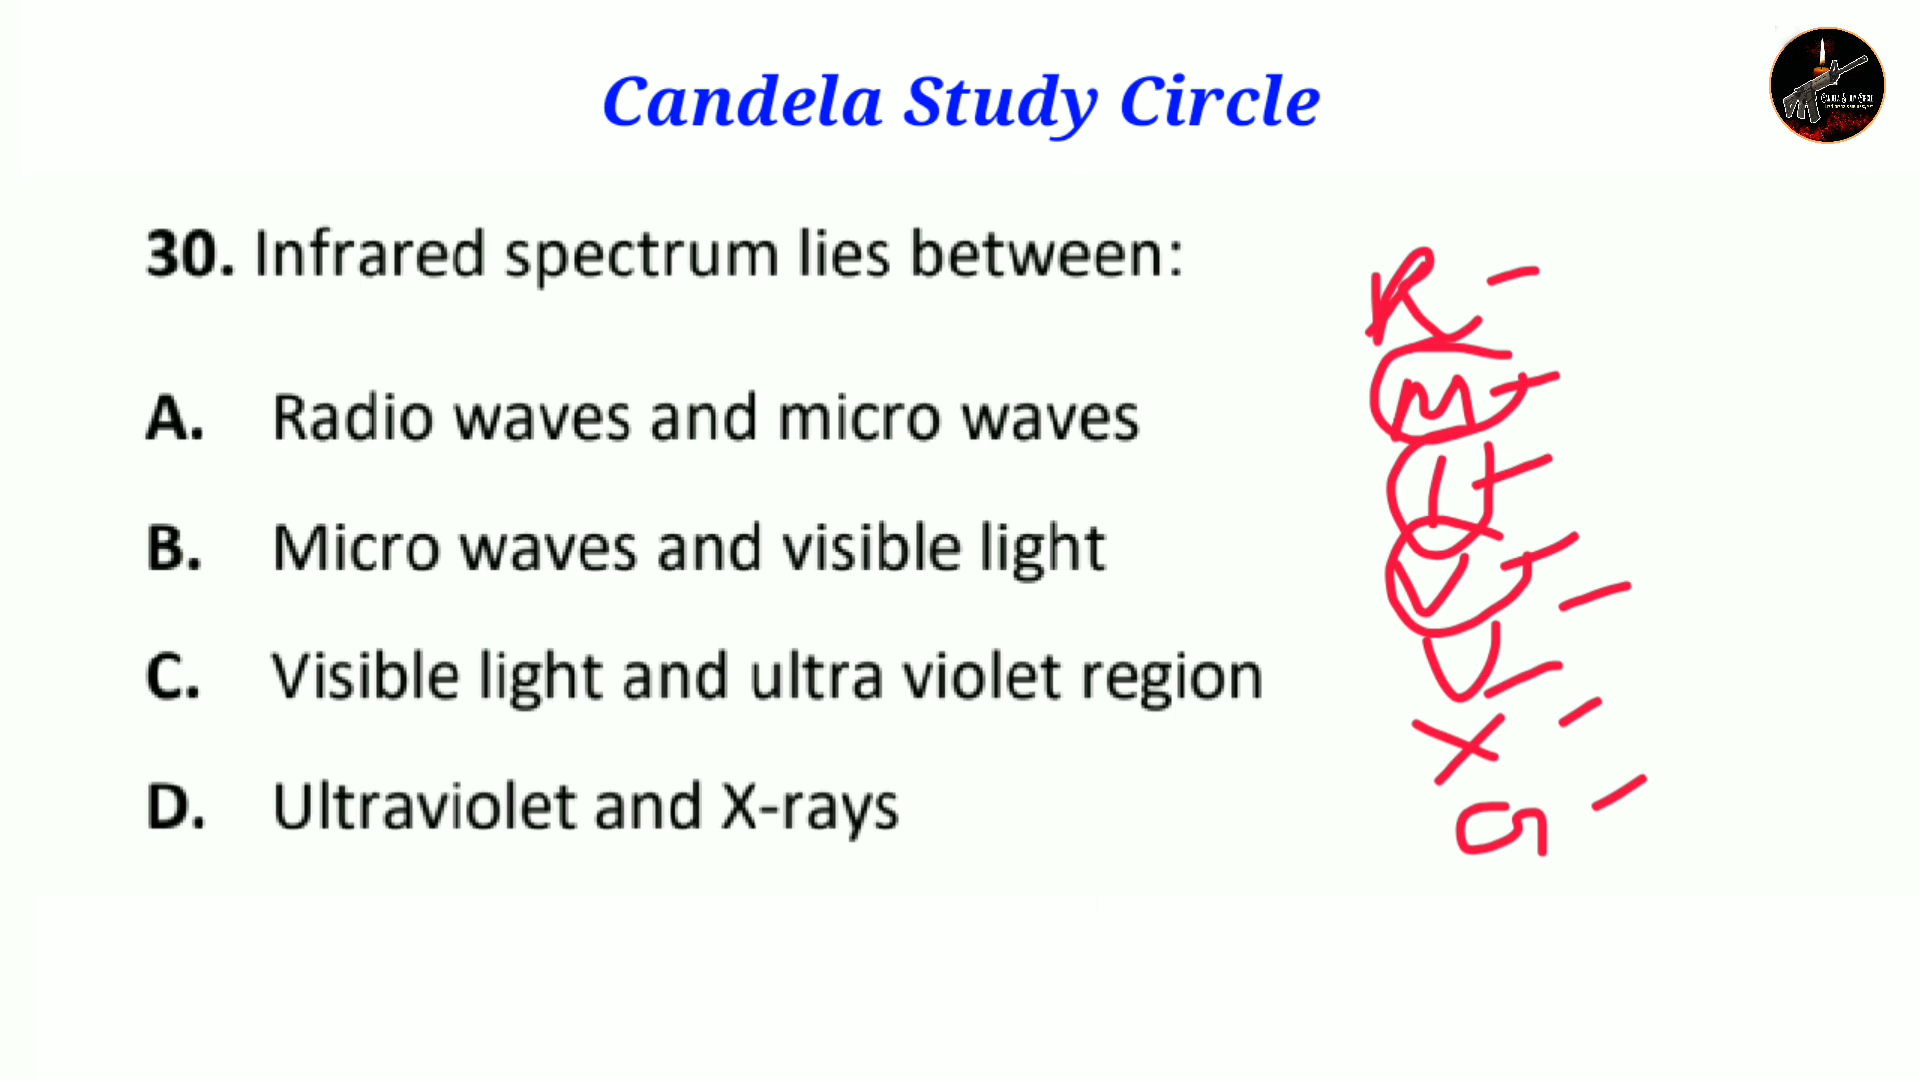 Candela Study Circle
30. Infrared spectrum lies between:
A. Radio waves and micro waves
B. Micro waves and visible light
C. Visible light and ultra violet region
D. Ultraviolet and X-rays
R -
M -
I -
V -
U -
X -
G -